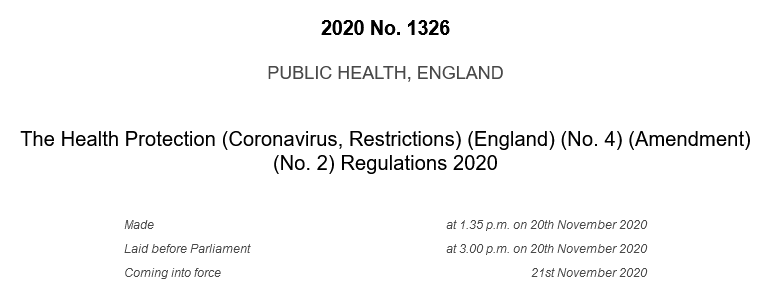 2020 No. 1326
PUBLIC HEALTH, ENGLAND
The Health Protection (Coronavirus, Restrictions) (England) (No. 4) (Amendment)
(No. 2) Regulations 2020
Made at 1.35 p.m. on 20th November 2020
Laid before Parliament at 3.00 p.m. on 20th November 2020
Coming into force 21st November 2020